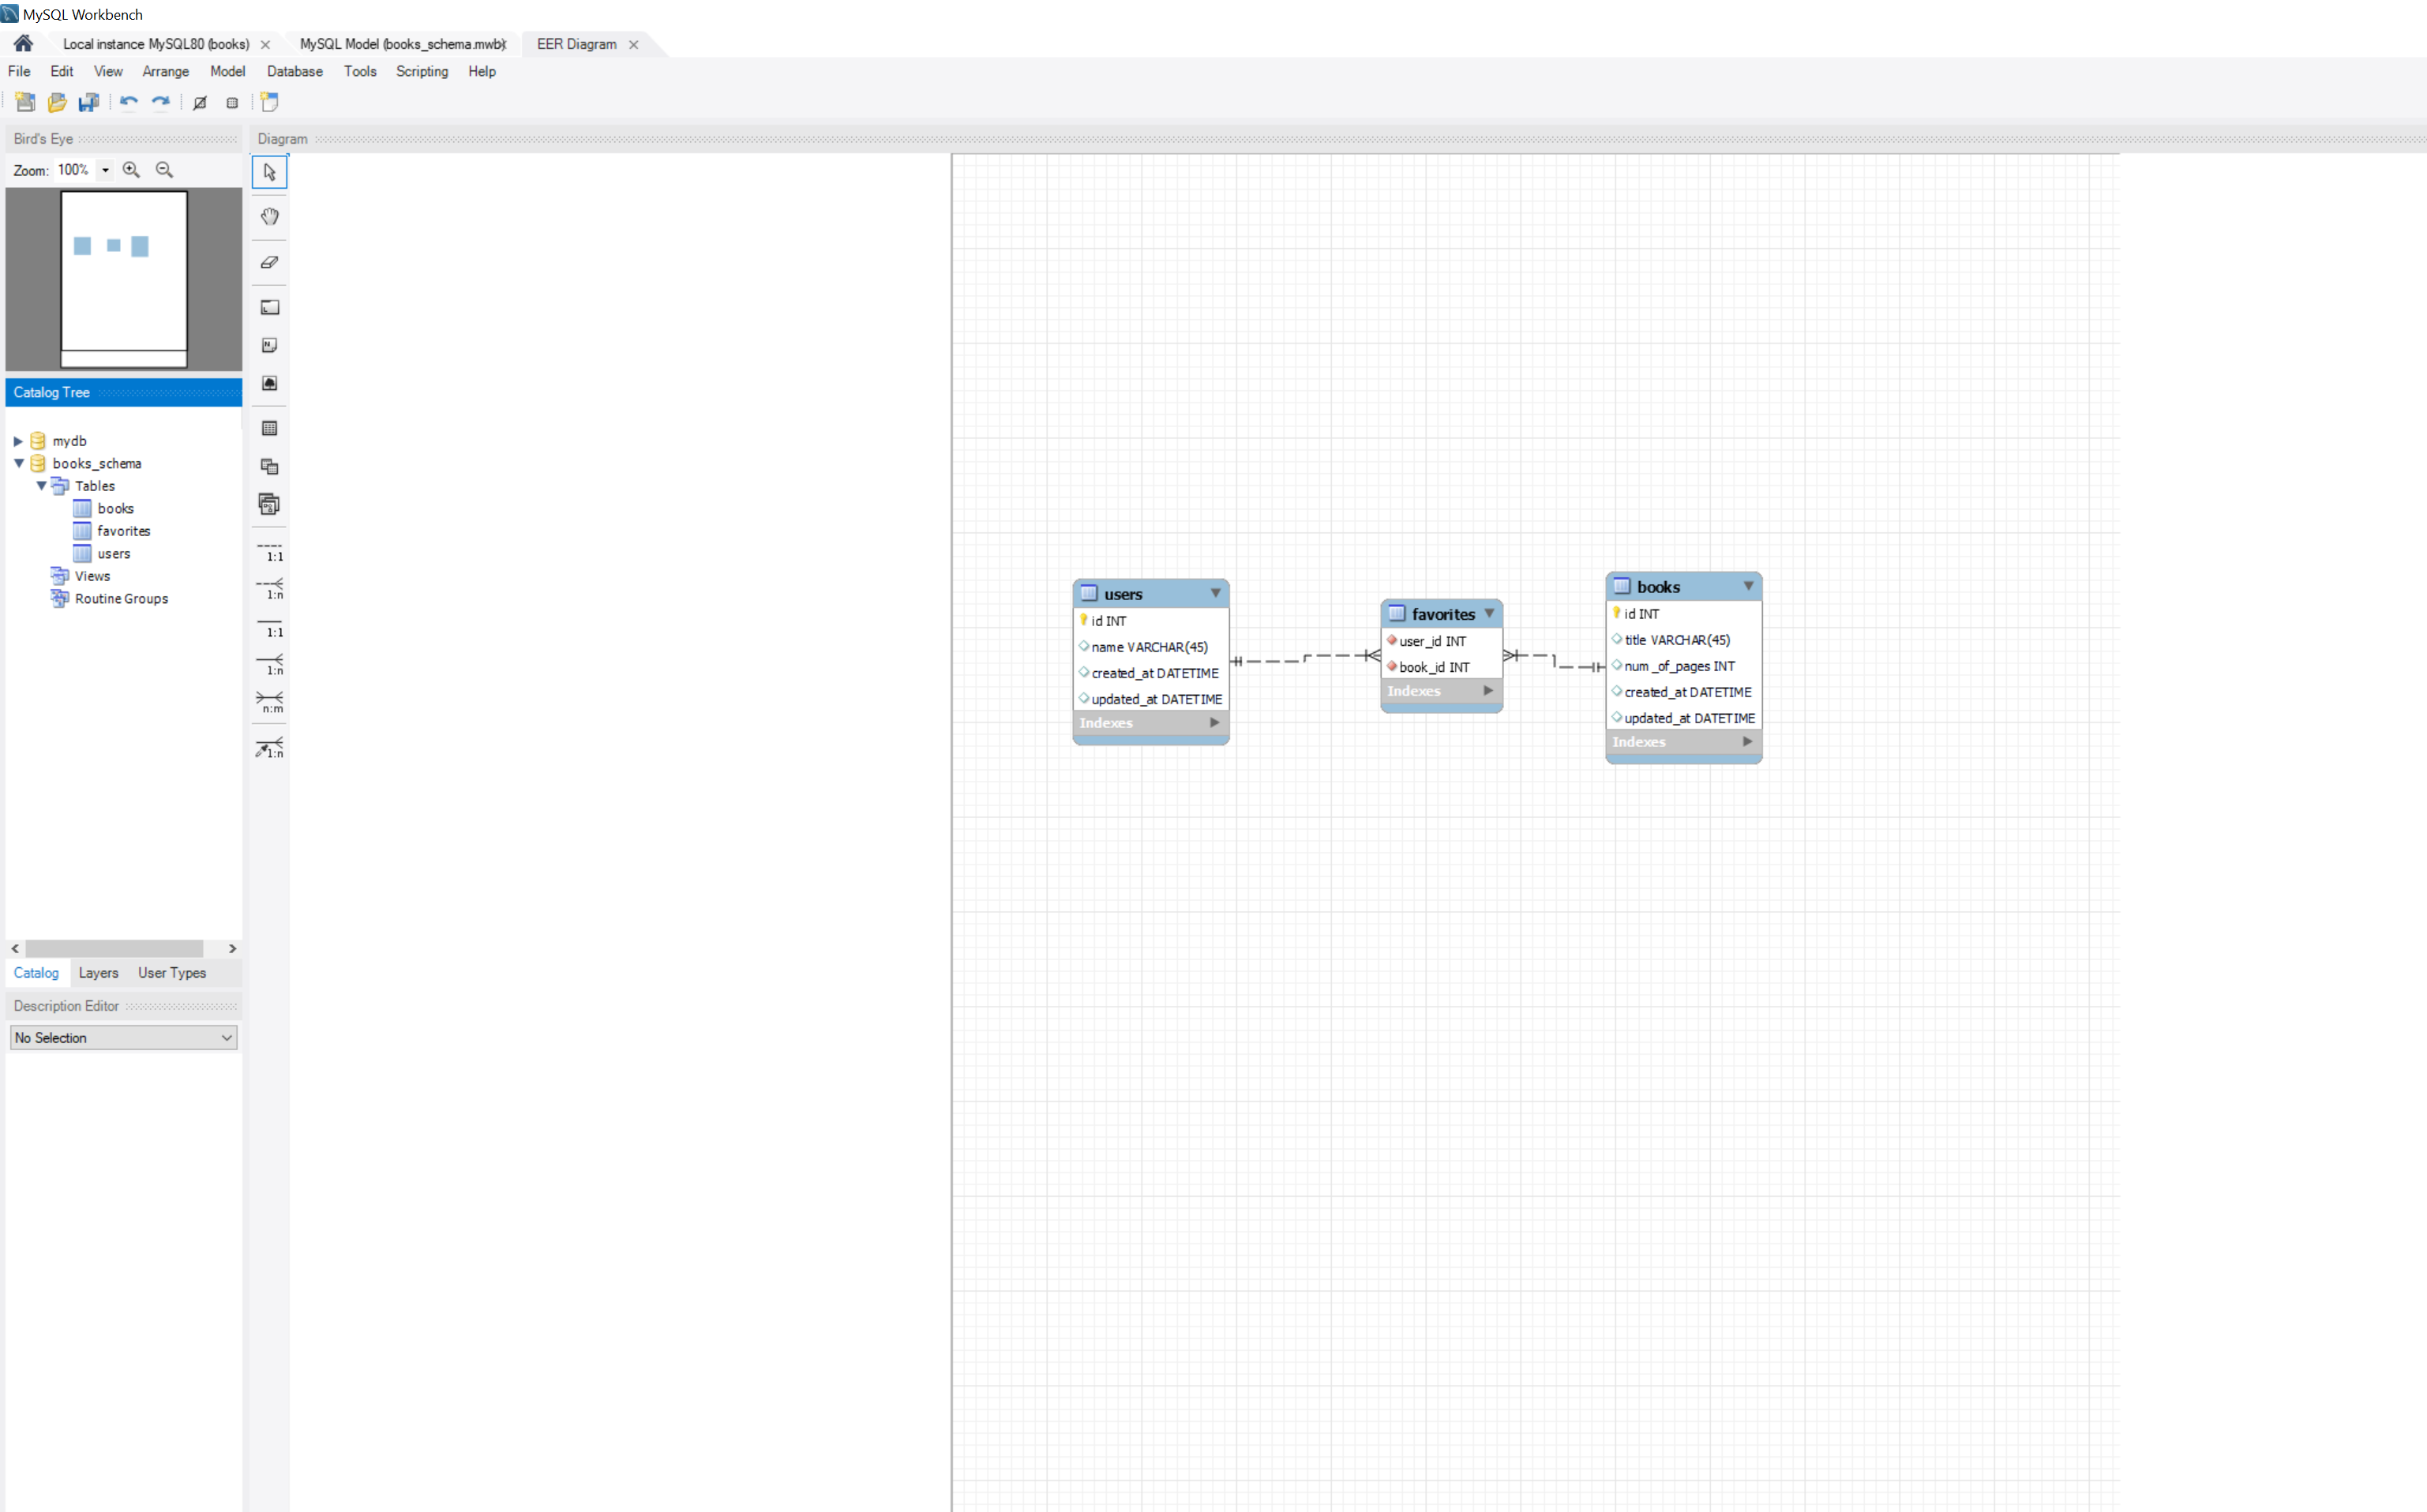 MySQL Workbench
Local instance MySQL80 (books)
MySQL Model (books_schema.mwb)
EER Diagram
File Edit View Arrange Model Database Tools Scripting Help
Bird's Eye
Diagram
Zoom: 100%
Catalog Tree
mydb
books_schema
Tables
books
favorites
users
Views
Routine Groups
1:1
1:n
1:1
1:n
n:m
1:n
users
id INT
name VARCHAR(45)
created_at DATETIME
updated_at DATETIME
Indexes
favorites
user_id INT
book_id INT
Indexes
books
id INT
title VARCHAR(45)
num_of_pages INT
created_at DATETIME
updated_at DATETIME
Indexes
Catalog Layers User Types
Description Editor
No Selection